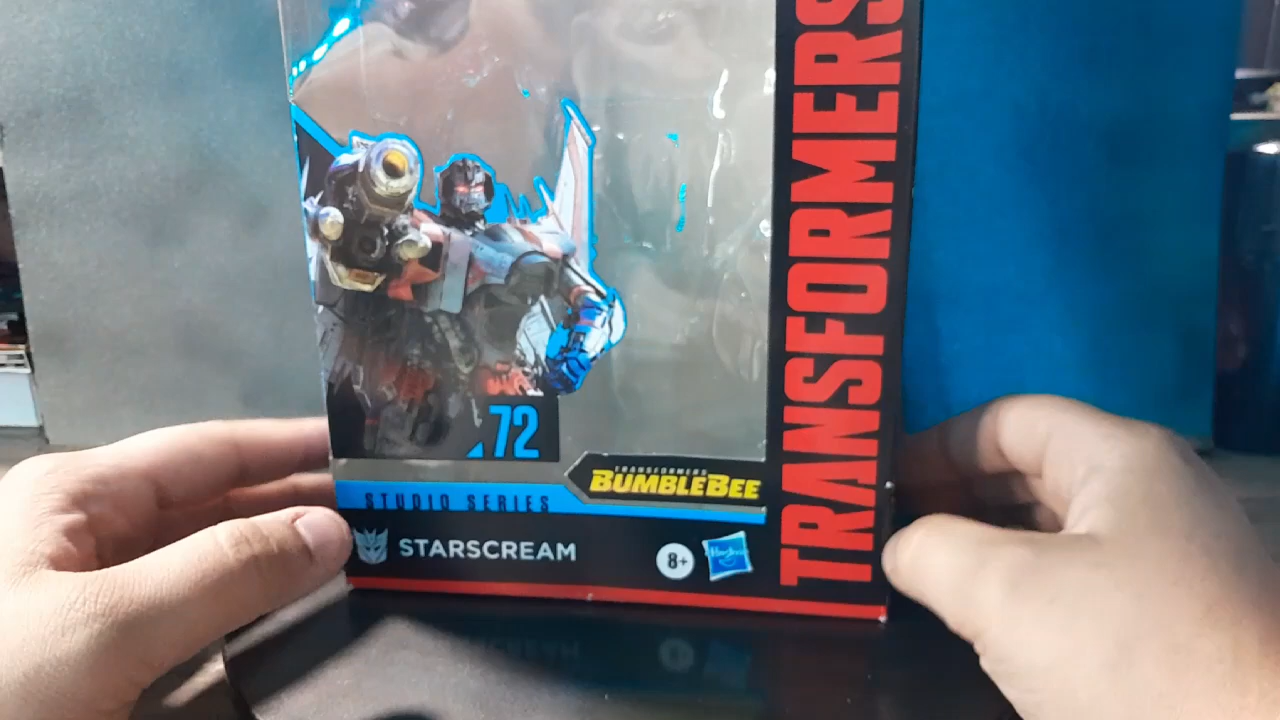 TRANSFORMERS
72
TRANSFORMERS
BUMBLEBEE
STUDIO SERIES
STARSCREAM
8+
Hasbro